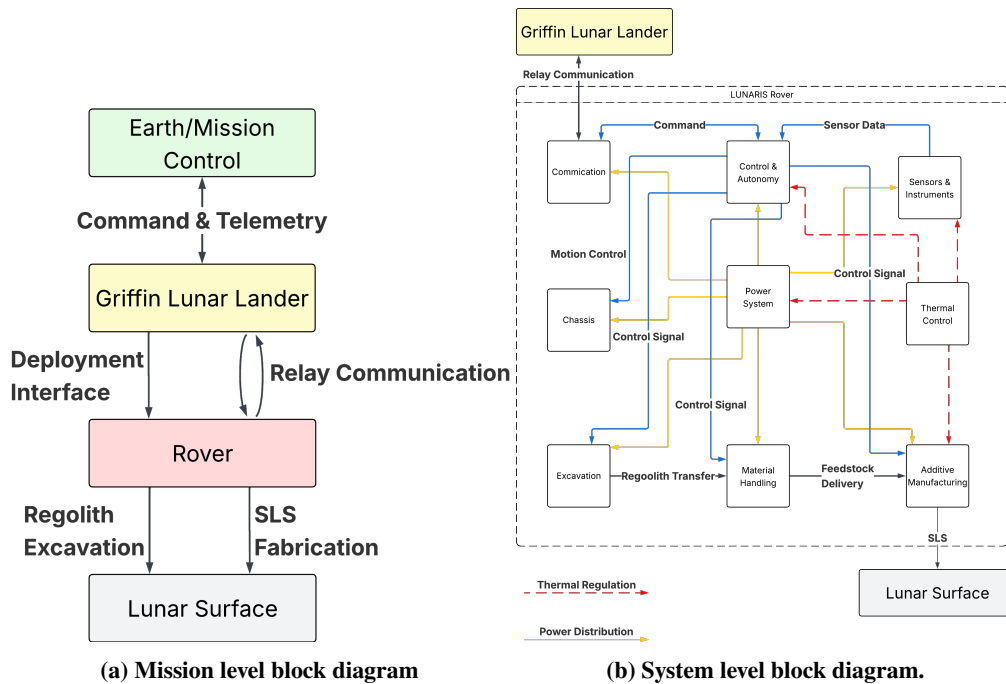 Earth/Mission
Control
Command & Telemetry
Griffin Lunar Lander
Deployment
Interface
Relay Communication
Rover
Regolith
Excavation
SLS
Fabrication
Lunar Surface
(a) Mission level block diagram
Griffin Lunar Lander
Relay Communication
LUNARIS Rover
Command
Sensor Data
Commication
Control &
Autonomy
Sensors &
Instruments
Motion Control
Control Signal
Power
System
Thermal
Control
Chassis
Control Signal
Control Signal
Excavation
Regoolith Transfer
Material
Handling
Feedstock
Delivery
Additive
Manufacturing
SLS
Lunar Surface
Thermal Regulation
Power Distribution
(b) System level block diagram.